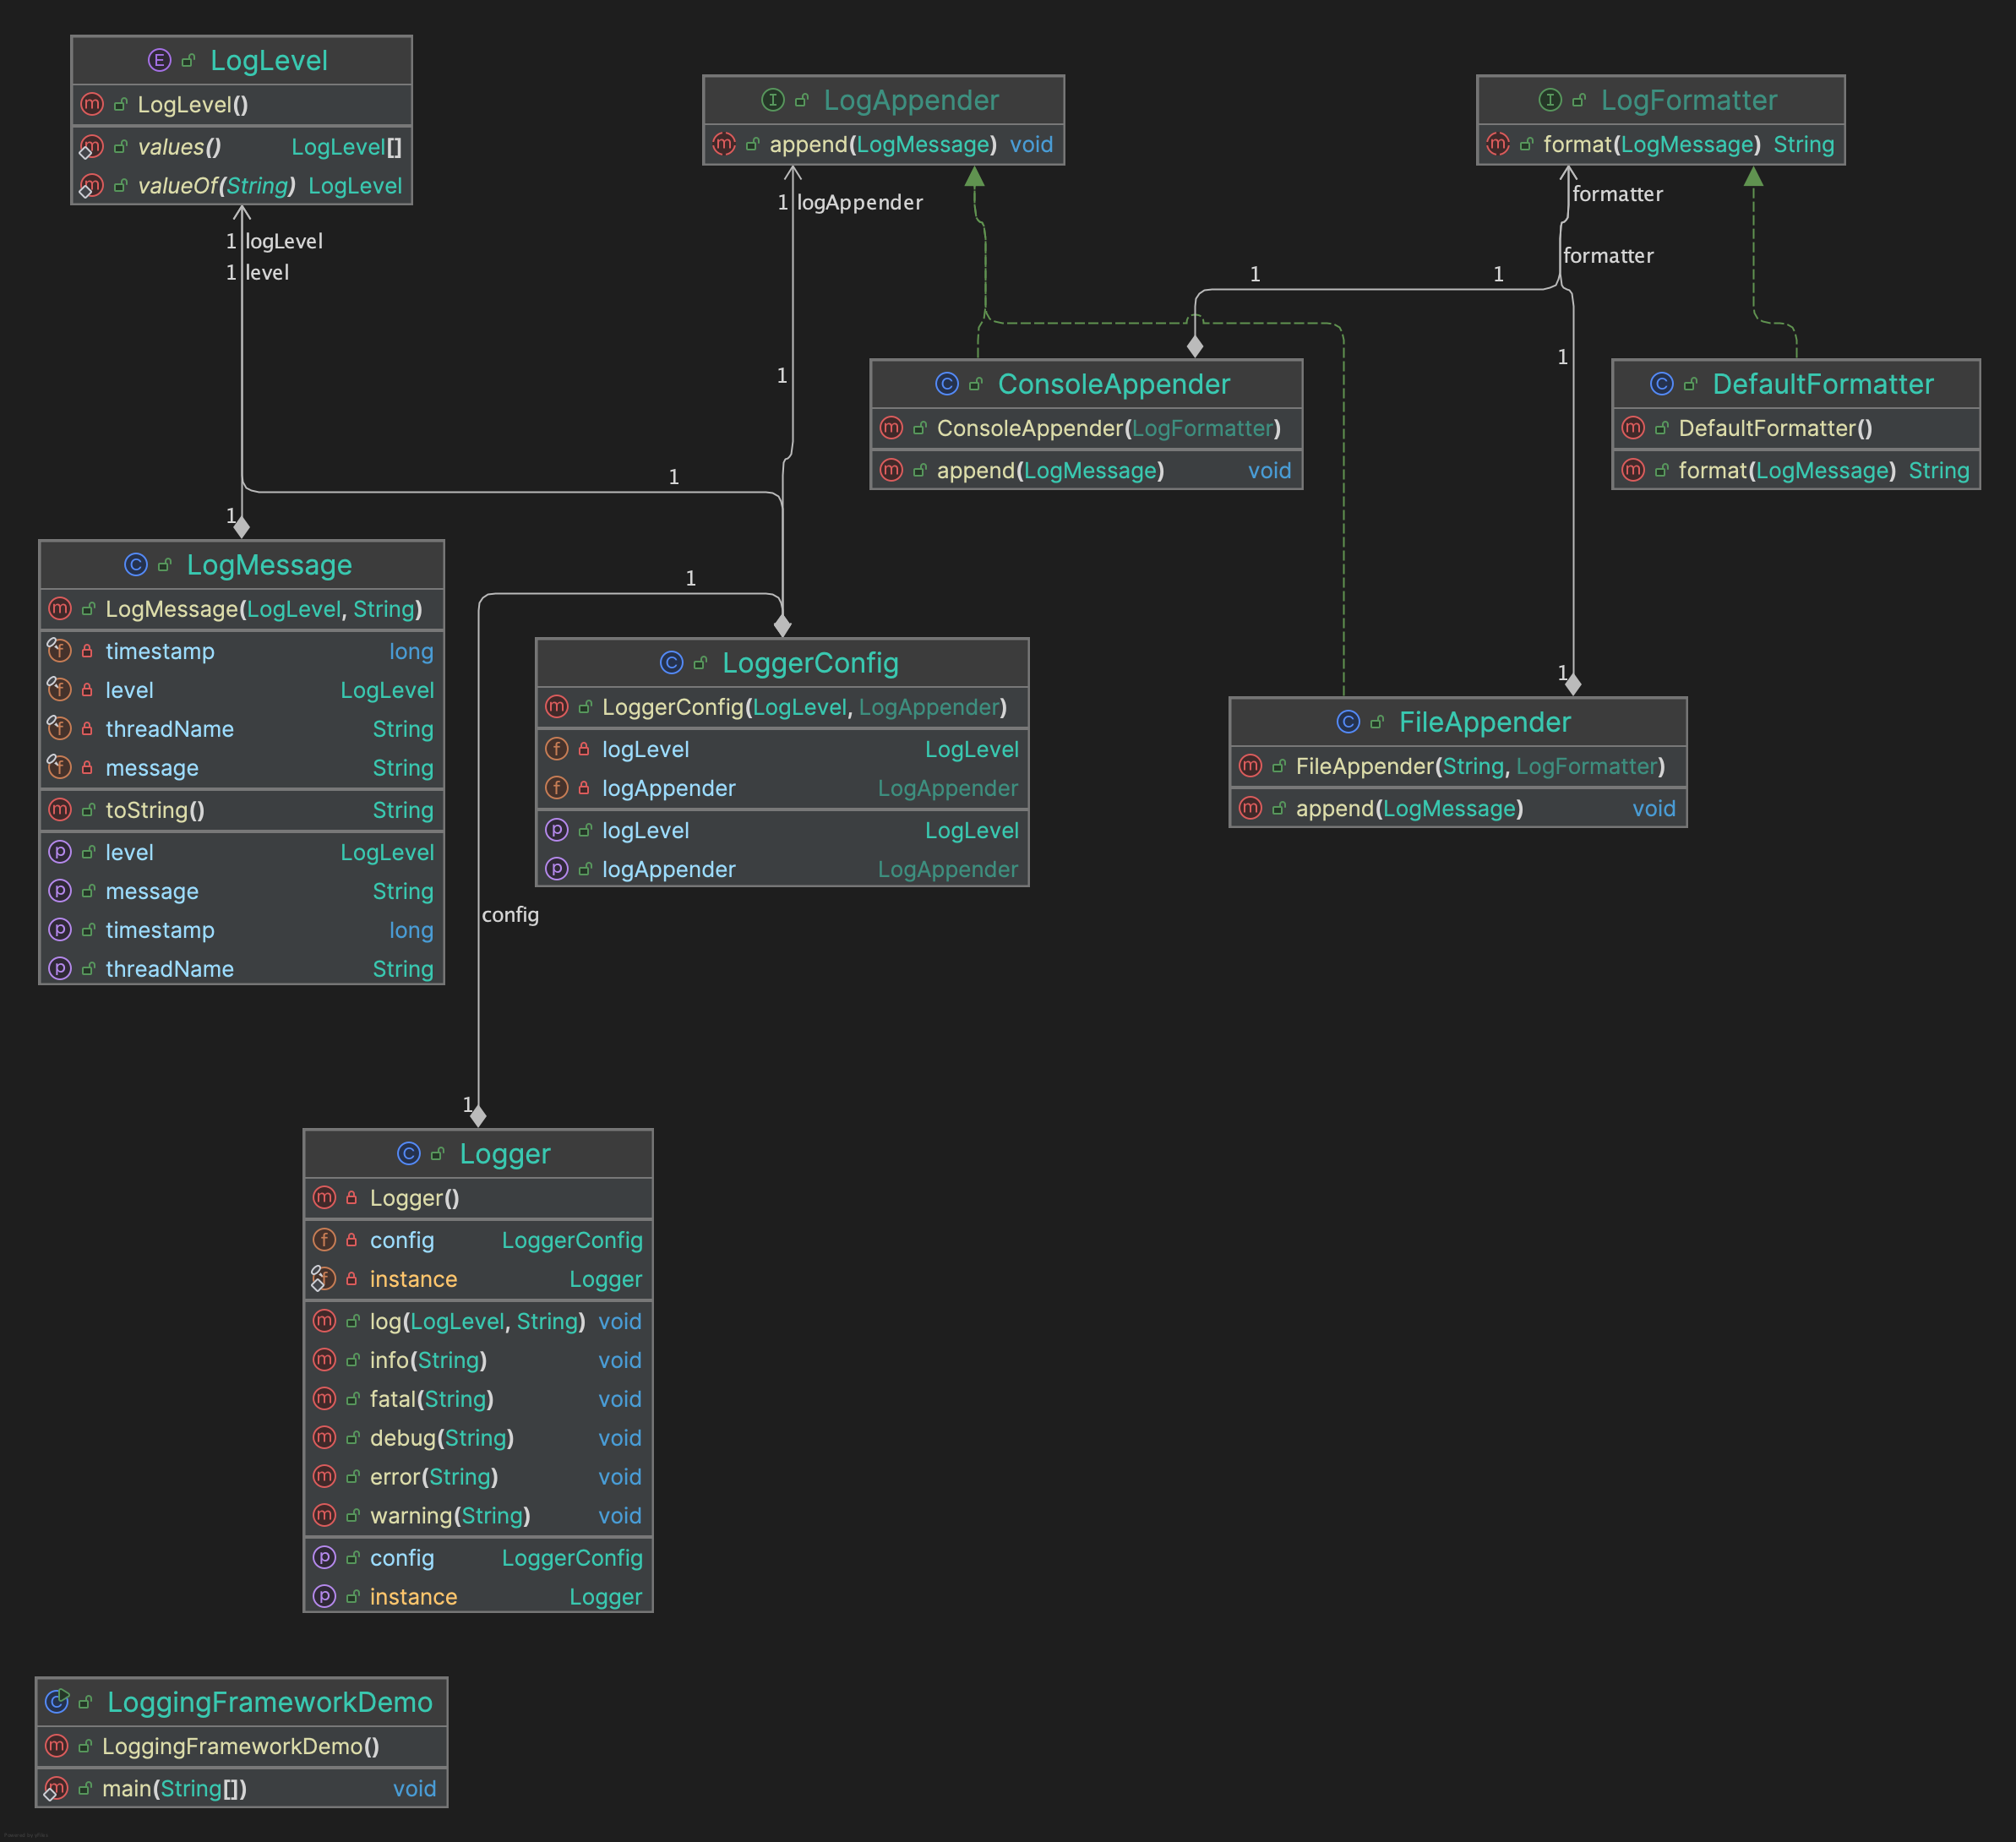 LogLevel
LogLevel()
values() LogLevel[]
valueOf(String) LogLevel
1 logLevel
1 level
LogAppender
append(LogMessage) void
1 logAppender
1
LogFormatter
format(LogMessage) String
formatter
formatter
1
1
1
ConsoleAppender
ConsoleAppender(LogFormatter)
append(LogMessage) void
DefaultFormatter
DefaultFormatter()
format(LogMessage) String
1
1
LogMessage
LogMessage(LogLevel, String)
timestamp long
level LogLevel
threadName String
message String
toString() String
level LogLevel
message String
timestamp long
threadName String
1
LoggerConfig
LoggerConfig(LogLevel, LogAppender)
logLevel LogLevel
logAppender LogAppender
logLevel LogLevel
logAppender LogAppender
1
FileAppender
FileAppender(String, LogFormatter)
append(LogMessage) void
config
1
Logger
Logger()
config LoggerConfig
instance Logger
log(LogLevel, String) void
info(String) void
fatal(String) void
debug(String) void
error(String) void
warning(String) void
config LoggerConfig
instance Logger
LoggingFrameworkDemo
LoggingFrameworkDemo()
main(String[]) void